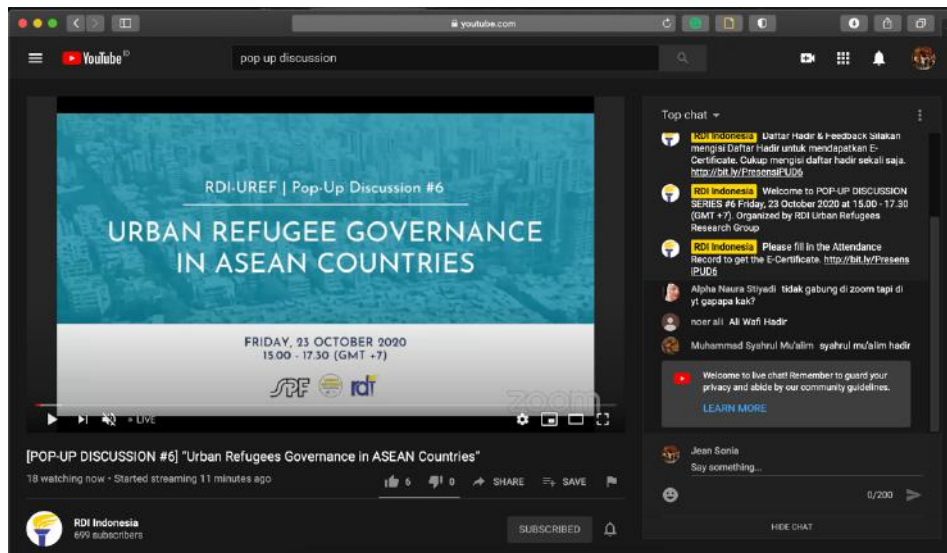 youtube.com
YouTube ID
pop up discussion
RDI-UREF | Pop-Up Discussion #6
URBAN REFUGEE GOVERNANCE
IN ASEAN COUNTRIES
FRIDAY, 23 OCTOBER 2020
15.00 - 17.30 (GMT +7)
SPF
rdi
zoom
LIVE
[POP-UP DISCUSSION #6] "Urban Refugees Governance in ASEAN Countries"
18 watching now • Started streaming 11 minutes ago
6
0
SHARE
SAVE
RDI Indonesia
699 subscribers
SUBSCRIBED
Top chat
RDI Indonesia Daftar Hadir & Feedback Silakan
mengisi Daftar Hadir untuk mendapatkan E-
Certificate. Cukup mengisi daftar hadir sekali saja.
http://bit.ly/PresensiPUD6
RDI Indonesia Welcome to POP-UP DISCUSSION
SERIES #6 Friday, 23 October 2020 at 15.00 - 17.30
(GMT +7). Organized by RDI Urban Refugees
Research Group
RDI Indonesia Please fill in the Attendance
Record to get the E-Certificate. http://bit.ly/Presens
iPUD6
Alpha Naura Stiyadi tidak gabung di zoom tapi di
yt gapapa kak?
noer ali Ali Wafi Hadir
Muhammad Syahrul Mu'alim syahrul mu'alim hadir
Welcome to live chat! Remember to guard your
privacy and abide by our community guidelines.
LEARN MORE
Jean Sonia
Say something...
0/200
HIDE CHAT